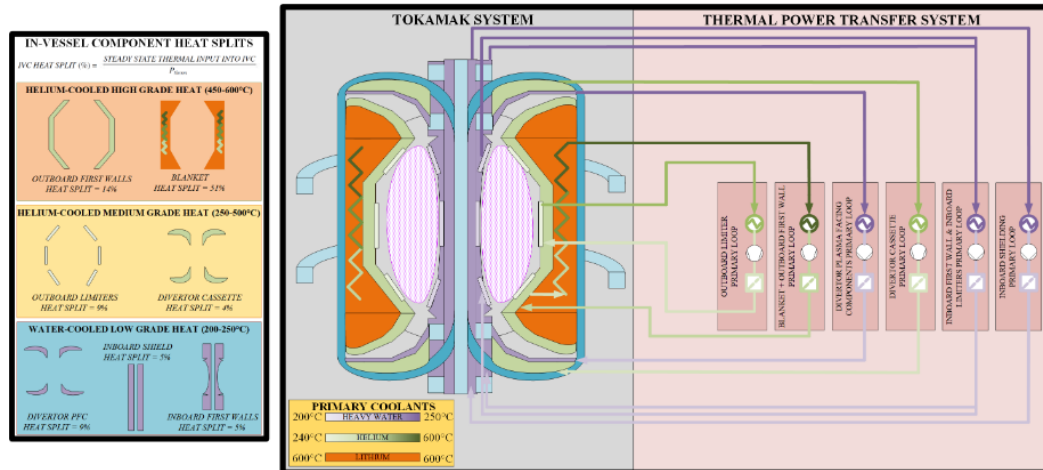 IN-VESSEL COMPONENT HEAT SPLITS
IVC HEAT SPLIT (%) = STEADY STATE THERMAL INPUT INTO IVC
HELIUM-COOLED HIGH GRADE HEAT (450-600°C)
OUTBOARD FIRST WALLS
HEAT SPLIT = 14%
BLANKET
HEAT SPLIT = 51%
HELIUM-COOLED MEDIUM GRADE HEAT (250-500°C)
OUTBOARD LIMITERS
HEAT SPLIT = 9%
DIVERTOR CASSETTE
HEAT SPLIT = 4%
WATER-COOLED LOW GRADE HEAT (200-250°C)
INBOARD SHIELD
HEAT SPLIT = 5%
DIVERTOR PFC
HEAT SPLIT = 9%
INBOARD FIRST WALLS
HEAT SPLIT = 5%
TOKAMAK SYSTEM
THERMAL POWER TRANSFER SYSTEM
OUTBOARD LIMITER
PRIMARY LOOP
BLANKET + OUTBOARD FIRST WALL
PRIMARY LOOP
DIVERTOR PLASMA FACING
COMPONENTS PRIMARY LOOP
DIVERTOR CASSETTE
PRIMARY LOOP
INBOARD FIRST WALL & INBOARD
LIMITERS PRIMARY LOOP
INBOARD SHIELDING
PRIMARY LOOP
PRIMARY COOLANTS
200°C HEAVY WATER 250°C
240°C HELIUM 600°C
600°C LITHIUM 600°C